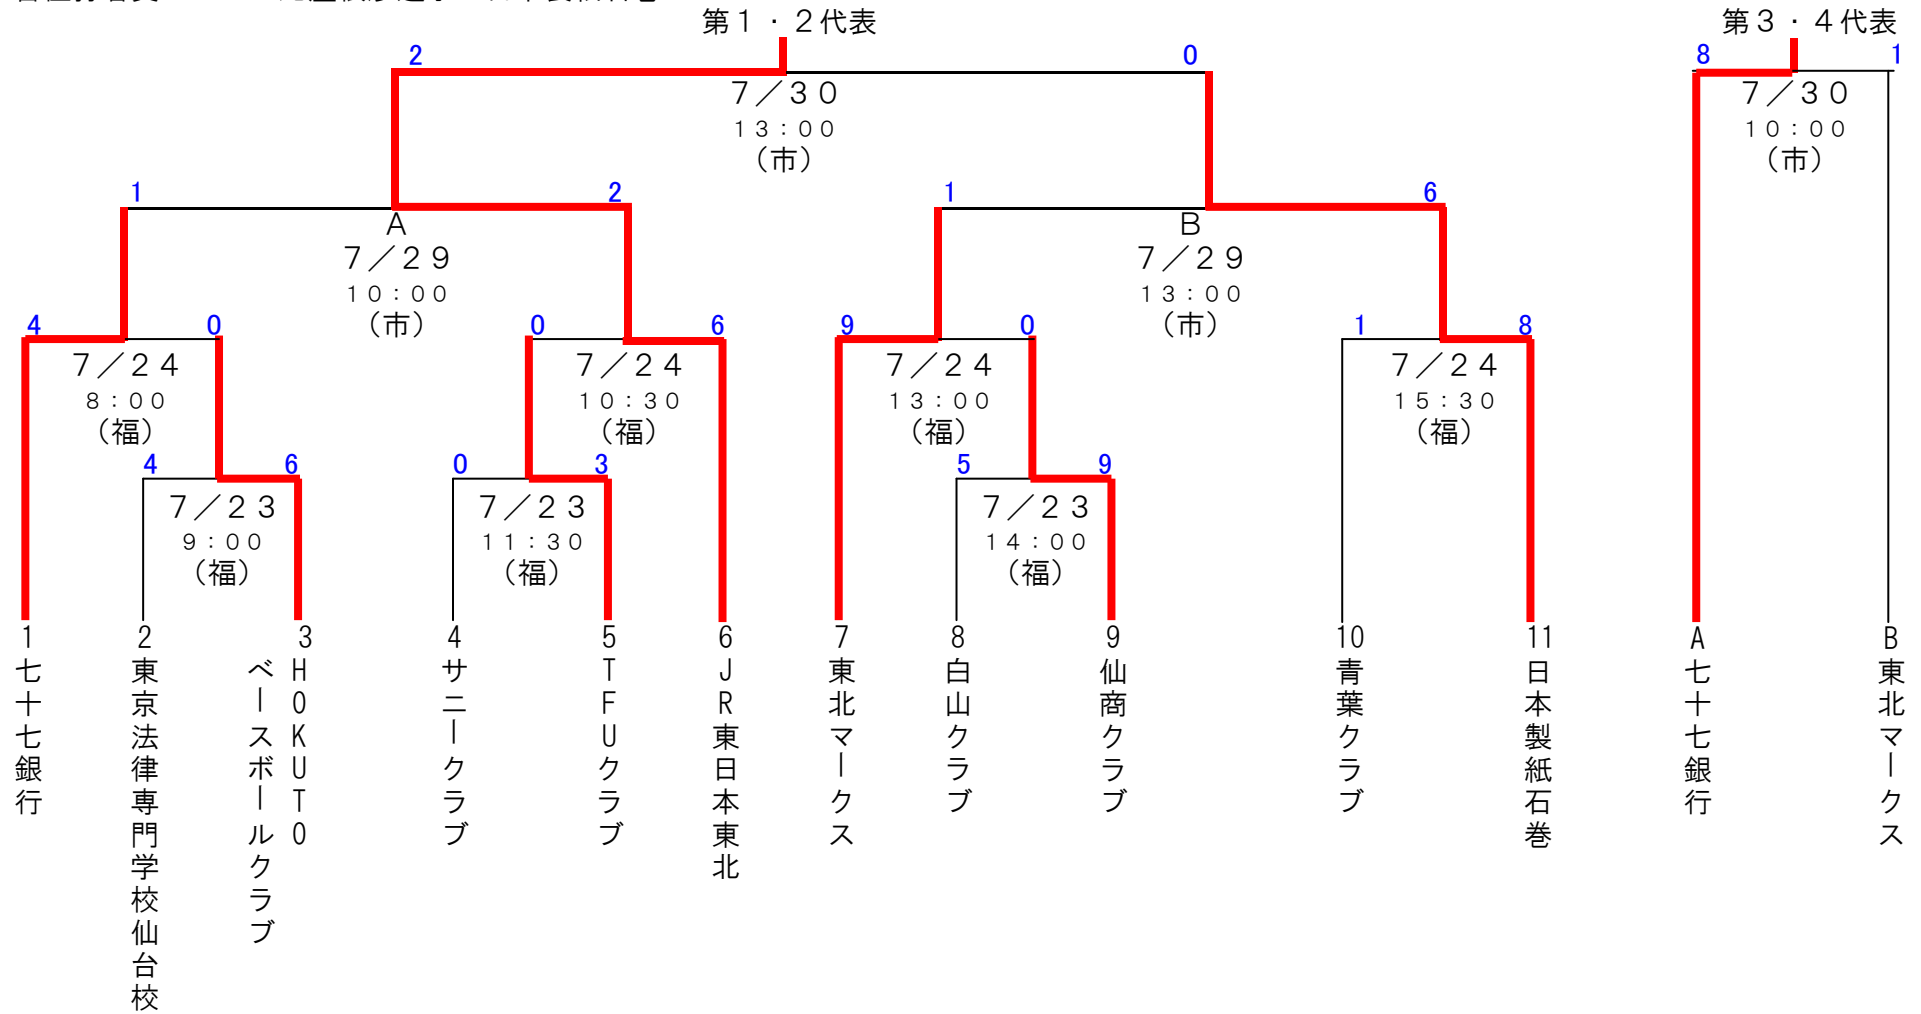 第１・２代表
第３・４代表
2
0
8
1
７／３０
１３：００
（市）
７／３０
１０：００
（市）
1
2
1
6
A
７／２９
１０：００
（市）
B
７／２９
１３：００
（市）
4
0
0
6
9
0
1
8
７／２４
８：００
（福）
７／２４
１０：３０
（福）
７／２４
１３：００
（福）
７／２４
１５：３０
（福）
4
6
0
3
5
9
７／２３
９：００
（福）
７／２３
１１：３０
（福）
７／２３
１４：００
（福）
1
七十七銀行
2
東京法律専門学校仙台校
3
HOKUTO
ベースボールクラブ
4
サニークラブ
5
TFUクラブ
6
JR東日本東北
7
東北マークス
8
白山クラブ
9
仙商クラブ
10
青葉クラブ
11
日本製紙石巻
A
七十七銀行
B
東北マークス